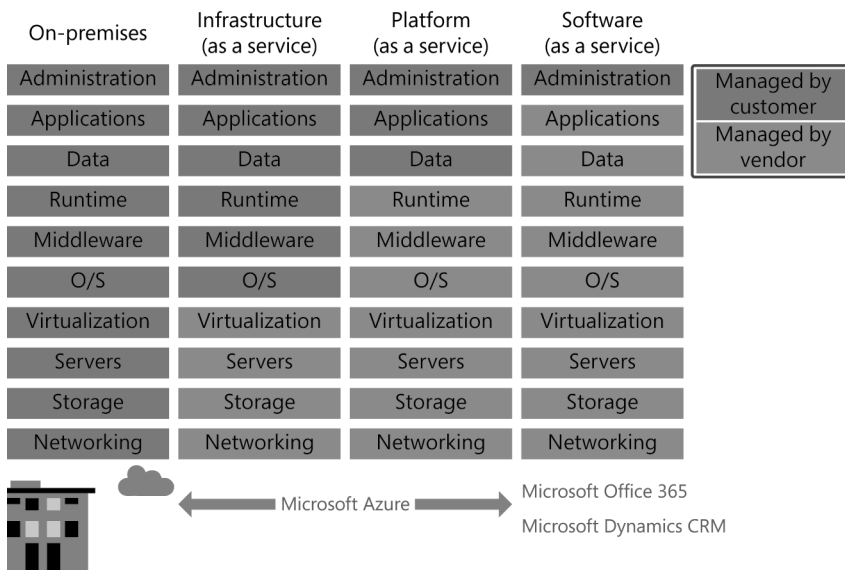 On-premises
Infrastructure
(as a service)
Platform
(as a service)
Software
(as a service)
Administration Administration Administration Administration
Applications Applications Applications Applications
Data Data Data Data
Runtime Runtime Runtime Runtime
Middleware Middleware Middleware Middleware
O/S O/S O/S O/S
Virtualization Virtualization Virtualization Virtualization
Servers Servers Servers Servers
Storage Storage Storage Storage
Networking Networking Networking Networking
Managed by
customer
Managed by
vendor
Microsoft Azure
Microsoft Office 365
Microsoft Dynamics CRM